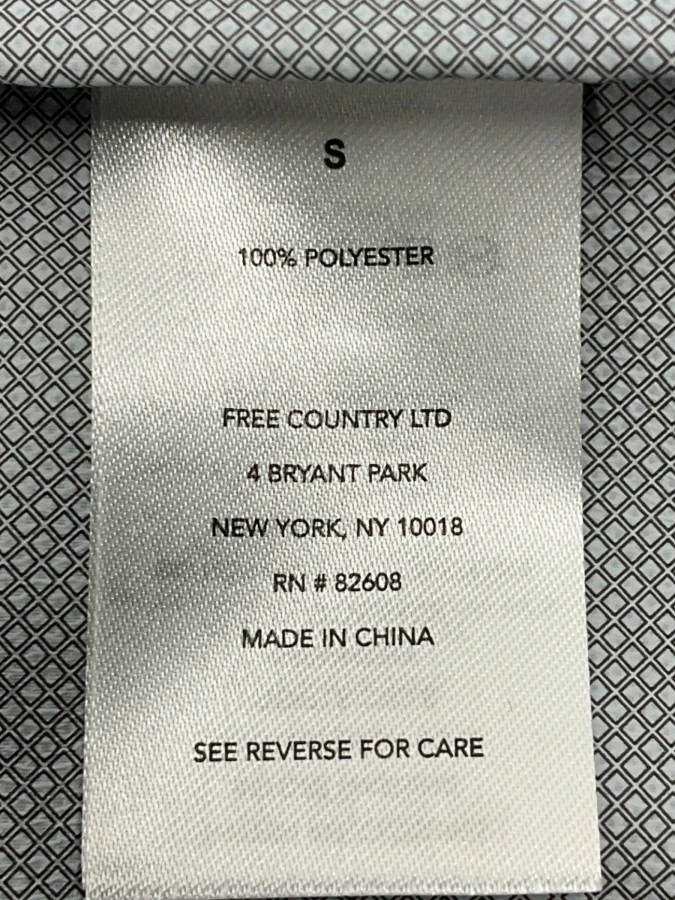 S
100% POLYESTER
FREE COUNTRY LTD
4 BRYANT PARK
NEW YORK, NY 10018
RN # 82608
MADE IN CHINA
SEE REVERSE FOR CARE